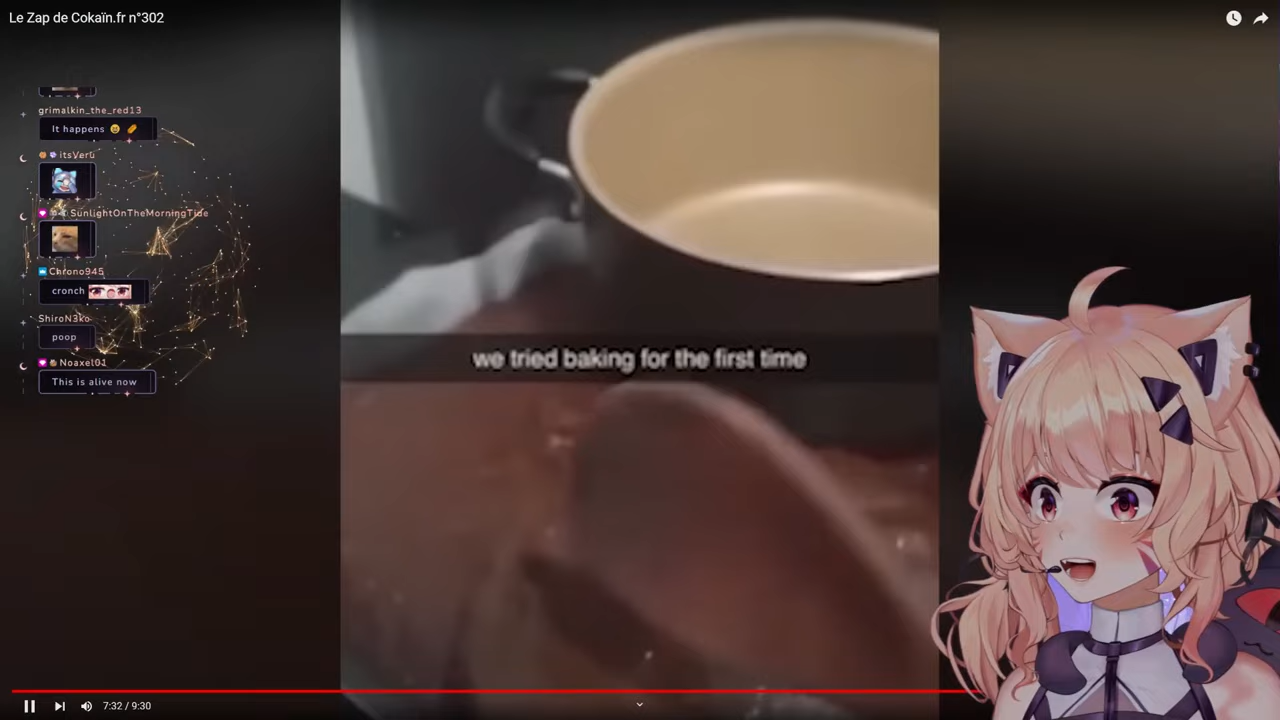 Le Zap de Cokaïn.fr n°302
grimalkin_the_red13
It happens
itsVeru
SunlightOnTheMorningTide
Chrono945
cronch
ShiroN3ko
poop
Noaxel01
This is alive now
we tried baking for the first time
7:32 / 9:30